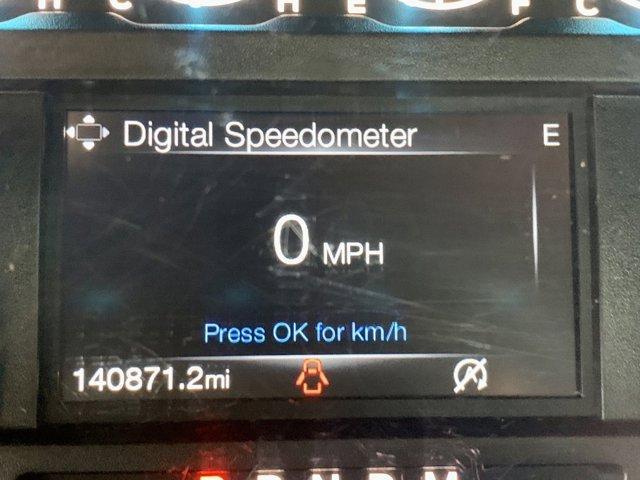 H C H E F C
Digital Speedometer E
0 MPH
Press OK for km/h
140871.2mi
P R N D M